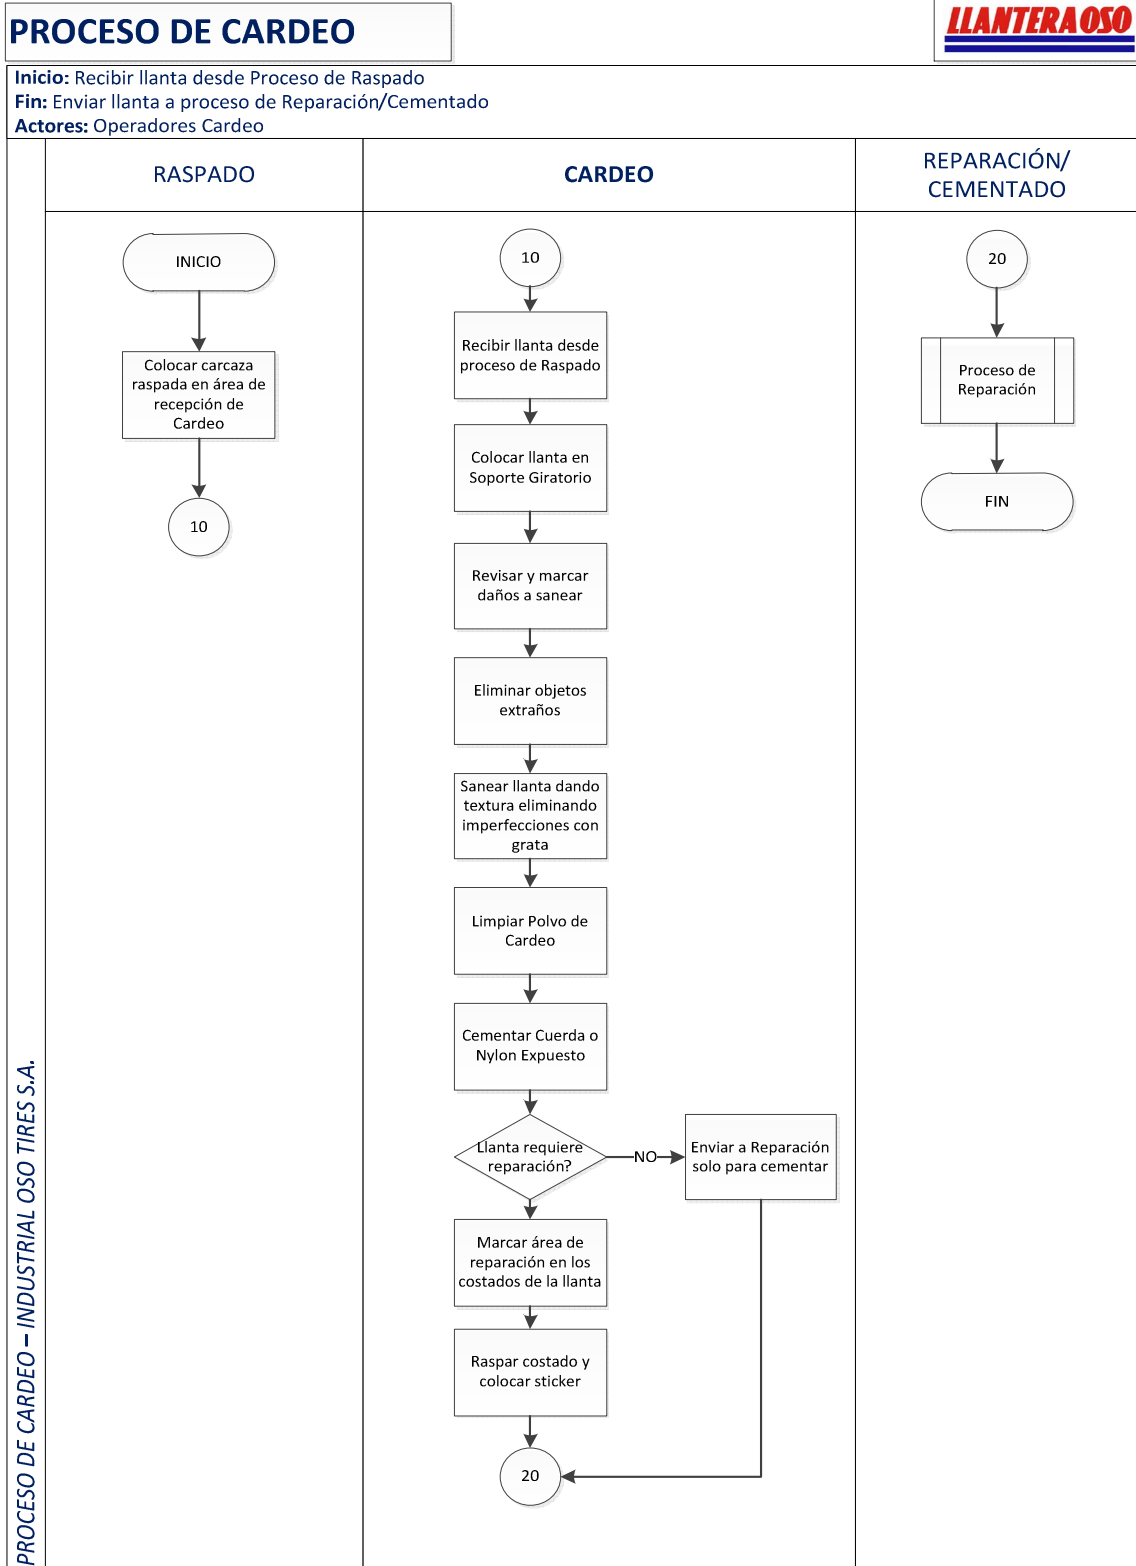 PROCESO DE CARDEO
LLANTERA OSO
Inicio: Recibir llanta desde Proceso de Raspado
Fin: Enviar llanta a proceso de Reparación/Cementado
Actores: Operadores Cardeo
RASPADO
CARDEO
REPARACIÓN/
CEMENTADO
INICIO
Colocar carcaza
raspada en área de
recepción de
Cardeo
10
10
Recibir llanta desde
proceso de Raspado
Colocar llanta en
Soporte Giratorio
Revisar y marcar
daños a sanear
Eliminar objetos
extraños
Sanear llanta dando
textura eliminando
imperfecciones con
grata
Limpiar Polvo de
Cardeo
Cementar Cuerda o
Nylon Expuesto
Llanta requiere
reparación?
NO
Enviar a Reparación
solo para cementar
Marcar área de
reparación en los
costados de la llanta
Raspar costado y
colocar sticker
20
20
Proceso de
Reparación
FIN
PROCESO DE CARDEO – INDUSTRIAL OSO TIRES S.A.